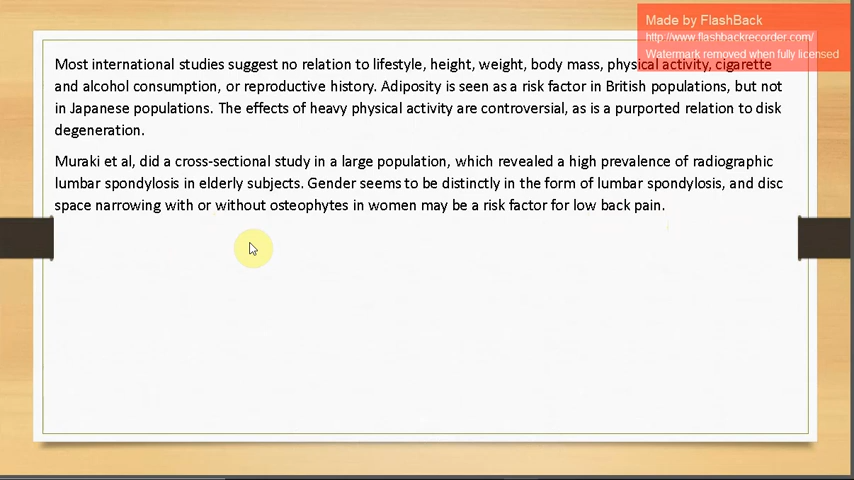 Made by FlashBack
http://www.flashbackrecorder.com/
Watermark removed when fully licensed
Most international studies suggest no relation to lifestyle, height, weight, body mass, physical activity, cigarette
and alcohol consumption, or reproductive history. Adiposity is seen as a risk factor in British populations, but not
in Japanese populations. The effects of heavy physical activity are controversial, as is a purported relation to disk
degeneration.
Muraki et al, did a cross-sectional study in a large population, which revealed a high prevalence of radiographic
lumbar spondylosis in elderly subjects. Gender seems to be distinctly in the form of lumbar spondylosis, and disc
space narrowing with or without osteophytes in women may be a risk factor for low back pain.